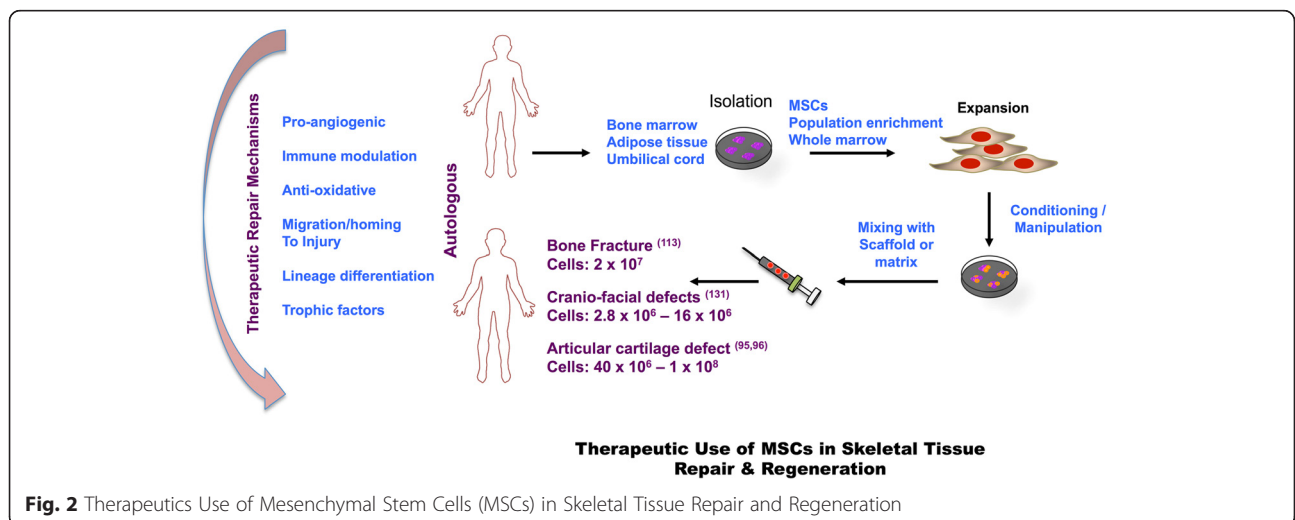 Therapeutic Repair Mechanisms
Pro-angiogenic
Immune modulation
Anti-oxidative
Migration/homing
To Injury
Lineage differentiation
Trophic factors
Autologous
Bone marrow
Adipose tissue
Umbilical cord
Isolation
MSCs
Population enrichment
Whole marrow
Expansion
Conditioning /
Manipulation
Mixing with
Scaffold or
matrix
Bone Fracture (113)
Cells: 2 x 10⁷
Cranio-facial defects (131)
Cells: 2.8 x 10⁶ – 16 x 10⁶
Articular cartilage defect (95,96)
Cells: 40 x 10⁶ – 1 x 10⁸
Therapeutic Use of MSCs in Skeletal Tissue
Repair & Regeneration
Fig. 2 Therapeutics Use of Mesenchymal Stem Cells (MSCs) in Skeletal Tissue Repair and Regeneration